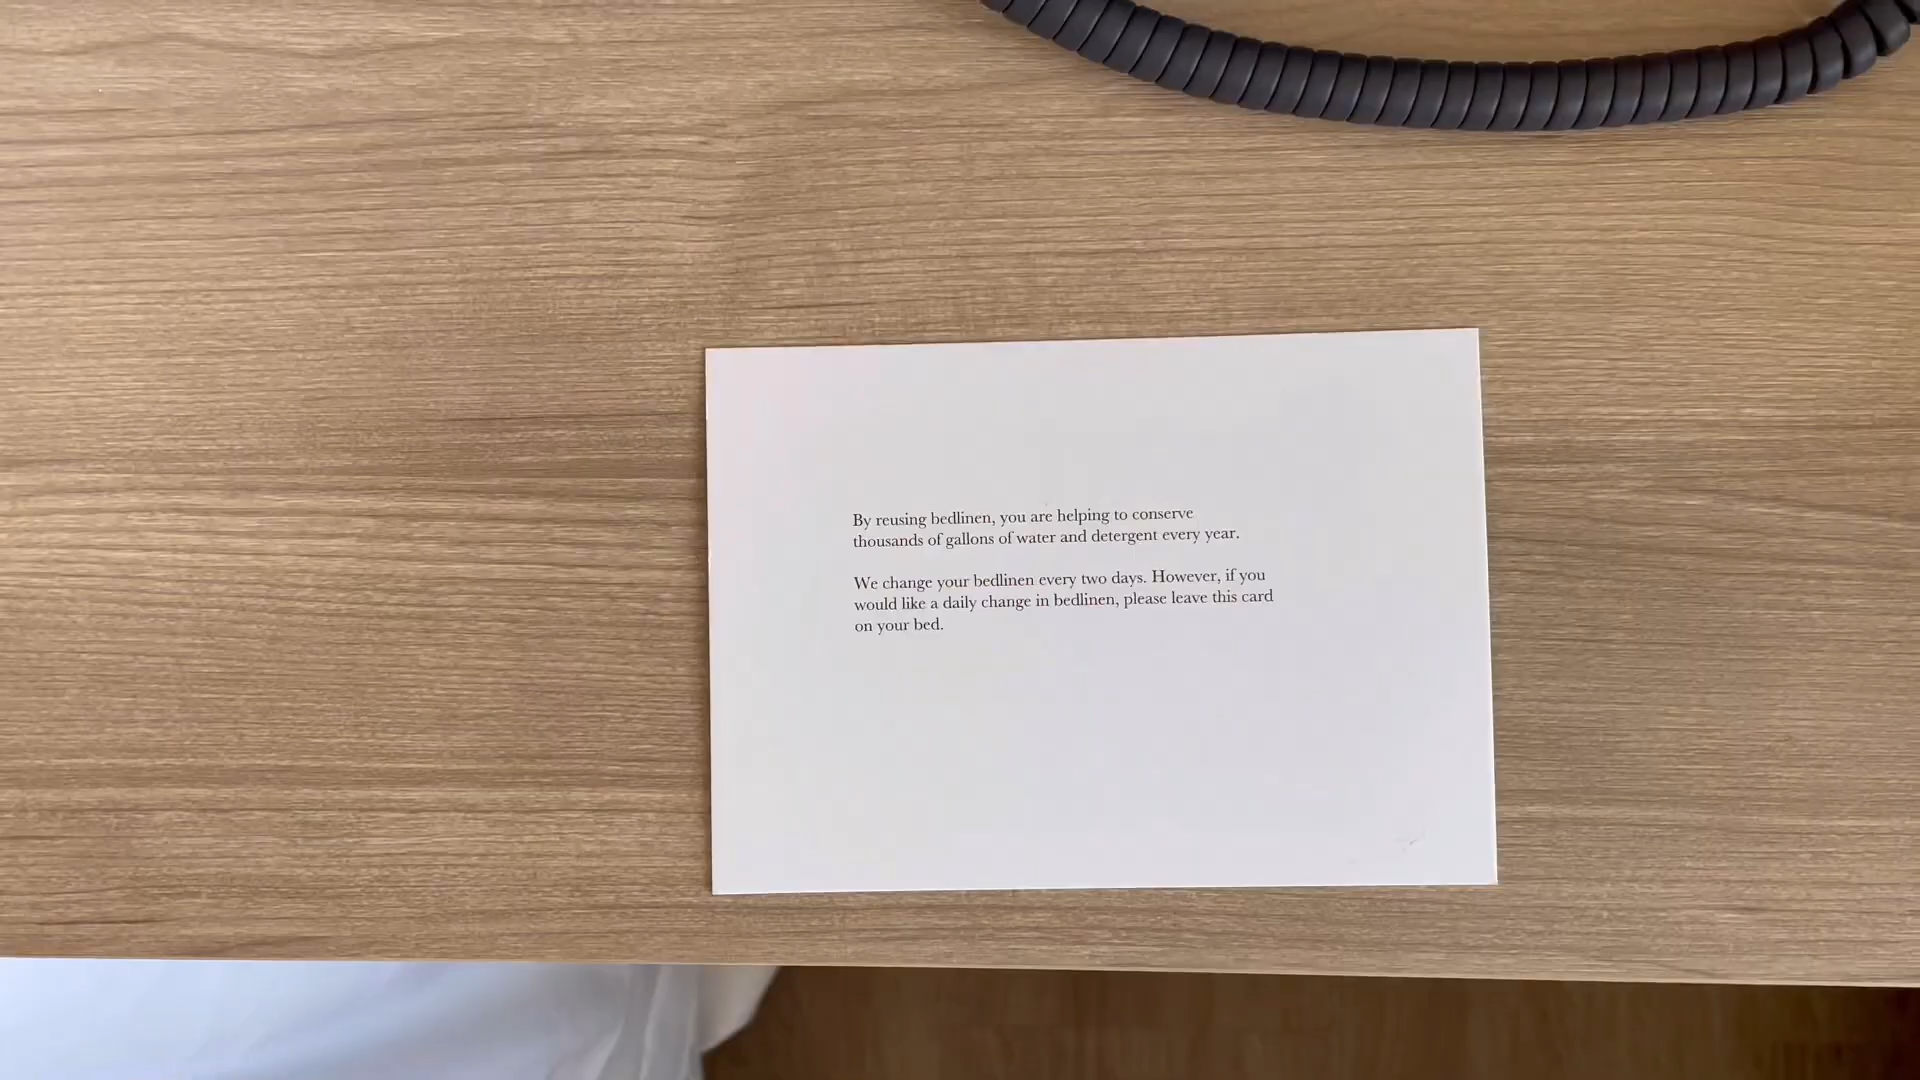 By reusing bedlinen, you are helping to conserve
thousands of gallons of water and detergent every year.
We change your bedlinen every two days. However, if you
would like a daily change in bedlinen, please leave this card
on your bed.